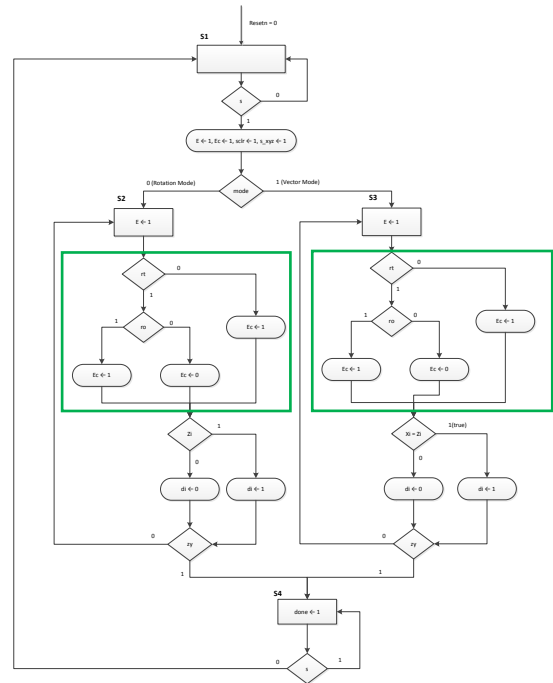 Resetn = 0
S1
0
s
1
E ← 1, Ec ← 1, sclr ← 1, s_xyz ← 1
0 (Rotation Mode)
mode
1 (Vector Mode)
S2
S3
E ← 1
E ← 1
rt
0
1
ro
1
0
Ec ← 1
Ec ← 1
Ec ← 0
rt
0
1
ro
1
0
Ec ← 1
Ec ← 1
Ec ← 0
Zi
1
0
di ← 0
di ← 1
zy
0
1
Xi = Zi
1(true)
0
di ← 0
di ← 1
zy
0
1
S4
done ← 1
0
s
1